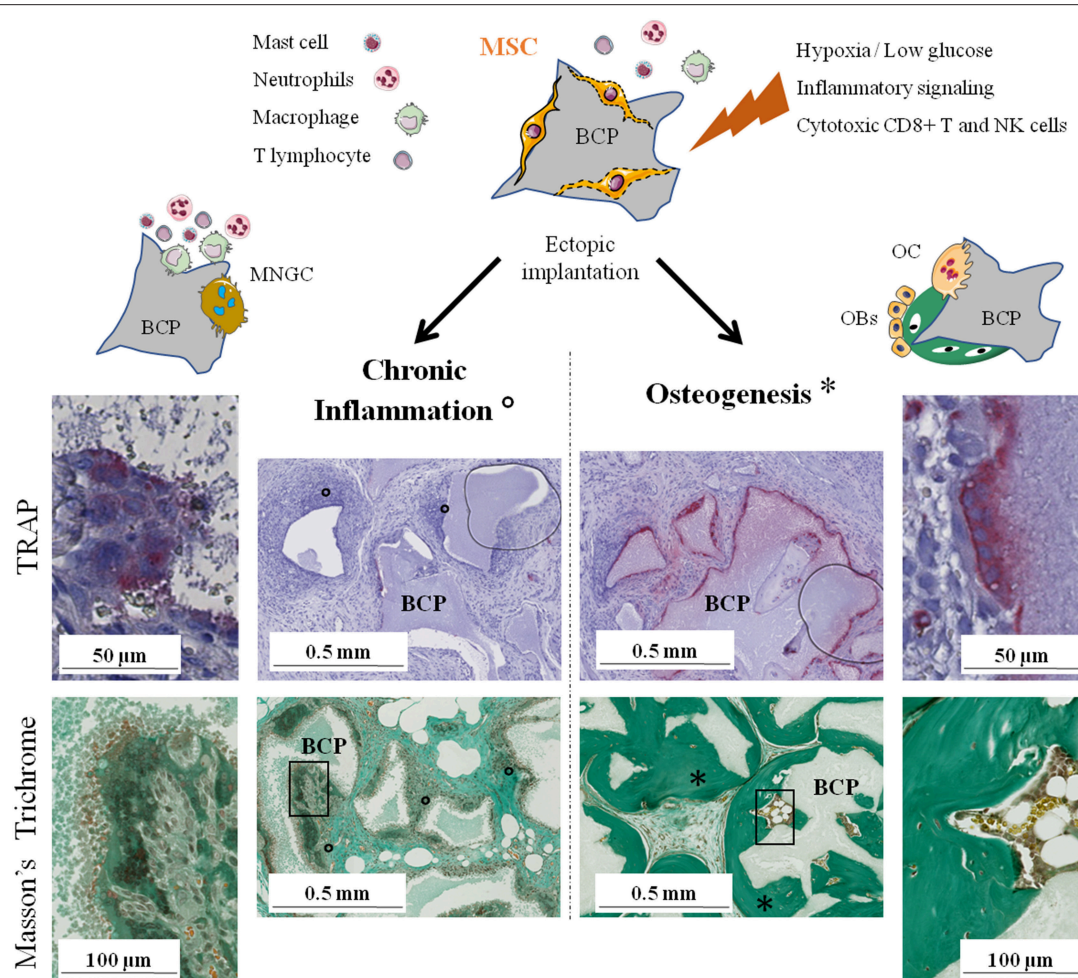 Mast cell
Neutrophils
Macrophage
T lymphocyte
MSC
BCP
Hypoxia / Low glucose
Inflammatory signaling
Cytotoxic CD8+ T and NK cells
MNGC
BCP
Ectopic
implantation
OC
OBs
BCP
Chronic
Inflammation °
Osteogenesis *
TRAP
50 µm
BCP
0.5 mm
BCP
0.5 mm
50 µm
Masson's Trichrome
100 µm
BCP
0.5 mm
*
BCP
*
0.5 mm
100 µm